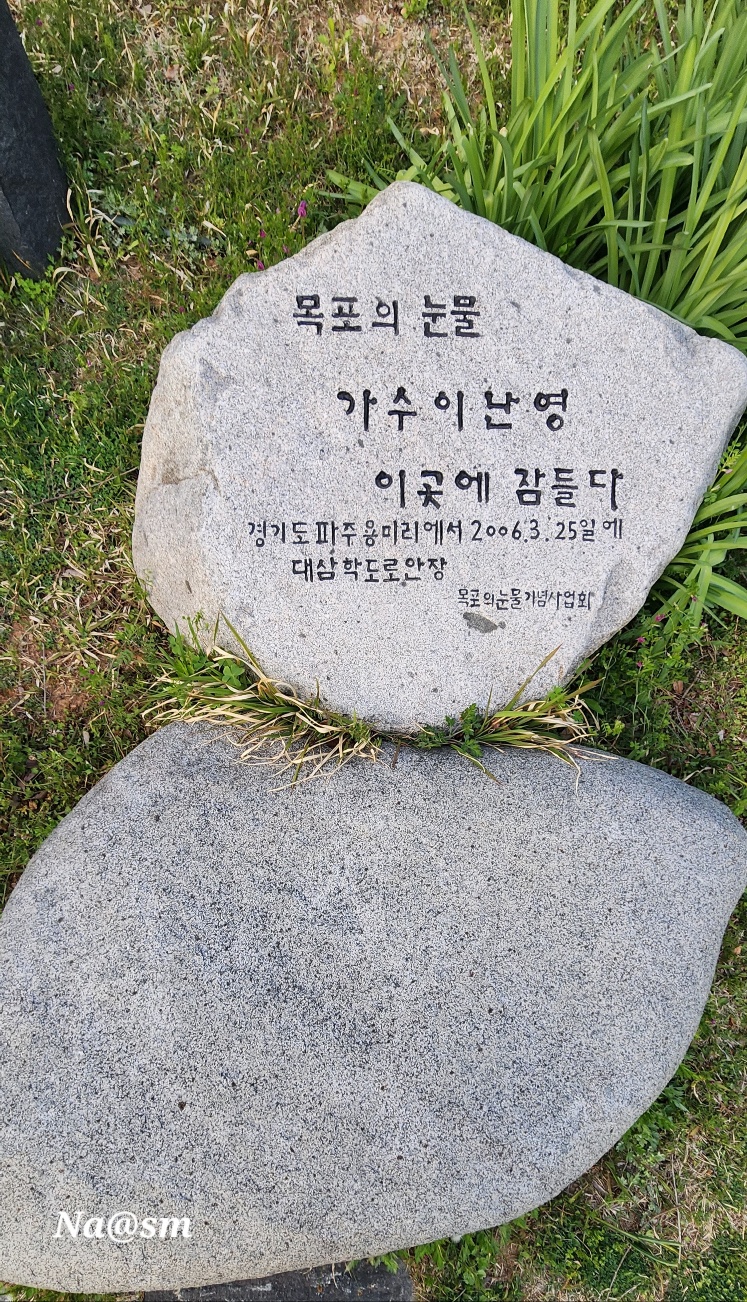 목포의 눈물
가수 이난영
이곳에 잠들다
경기도 파주 용미리에서 2006.3.25일에
대삼학도로 안장
목포의눈물기념사업회
Na@sm